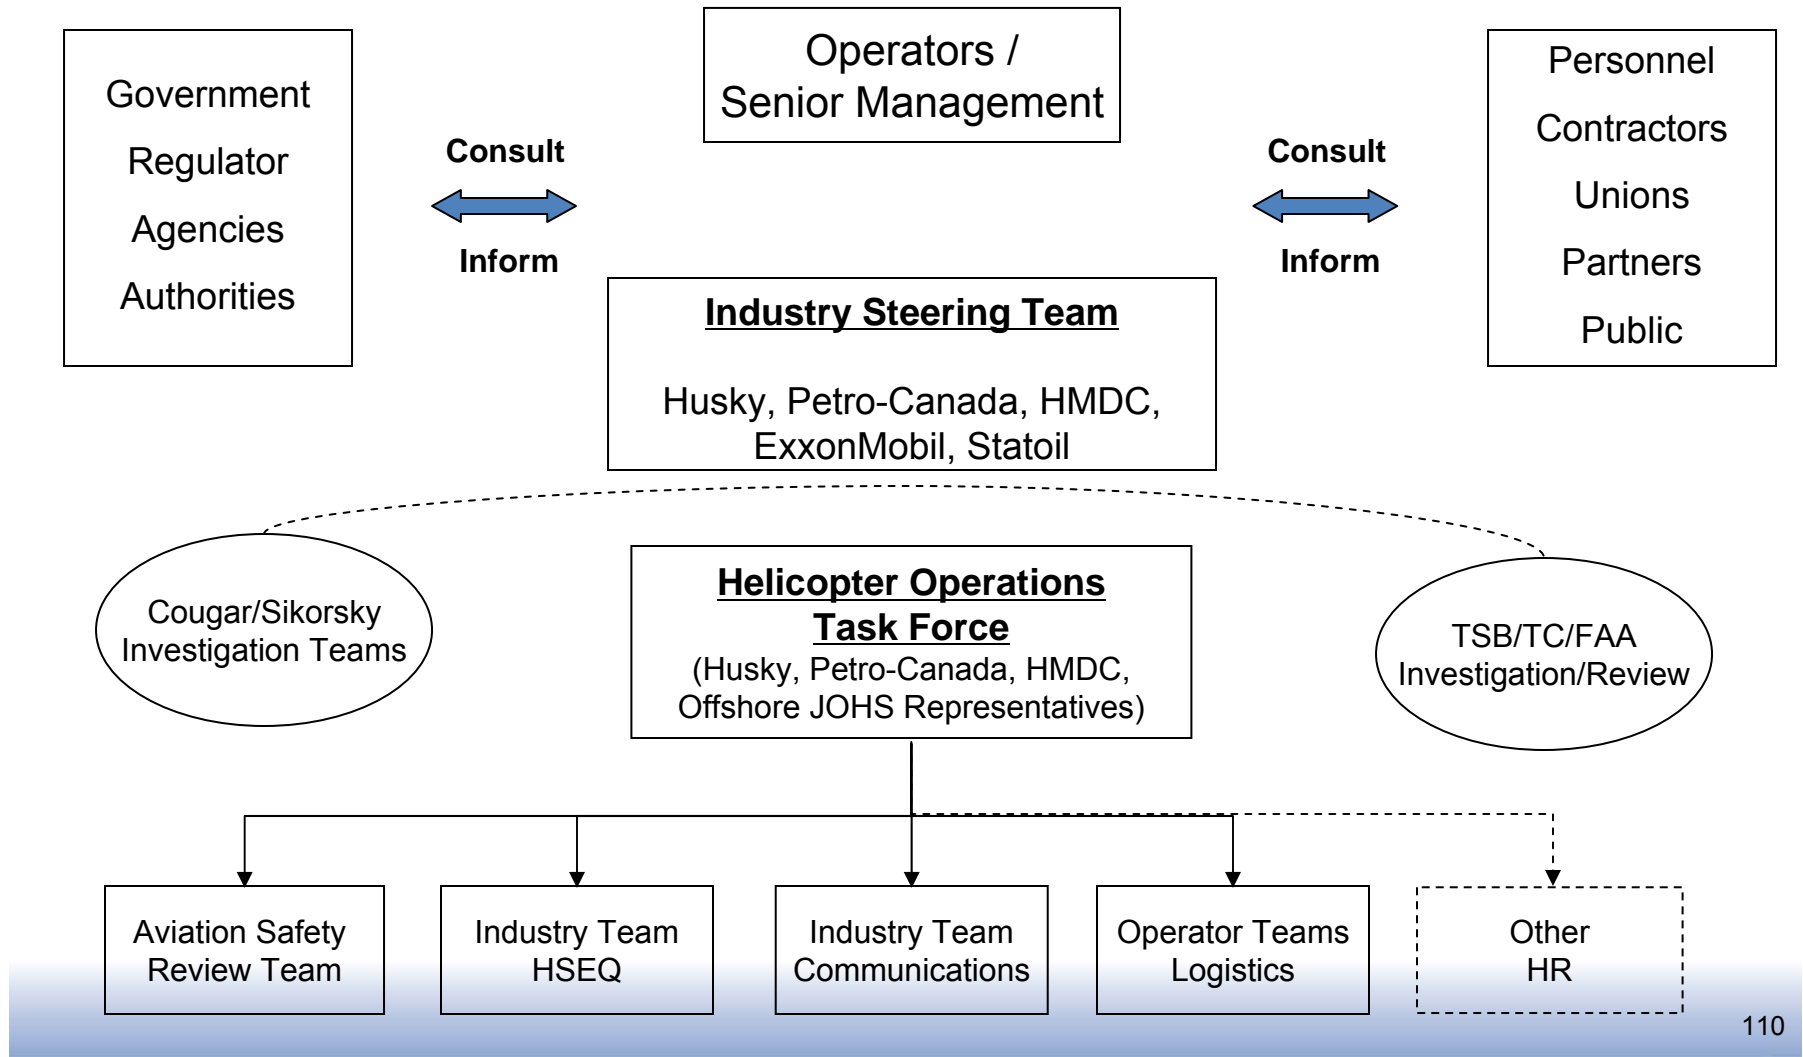 Government
Regulator
Agencies
Authorities
Consult
Inform
Operators /
Senior Management
Consult
Inform
Personnel
Contractors
Unions
Partners
Public
Industry Steering Team
Husky, Petro-Canada, HMDC,
ExxonMobil, Statoil
Cougar/Sikorsky
Investigation Teams
Helicopter Operations
Task Force
(Husky, Petro-Canada, HMDC,
Offshore JOHS Representatives)
TSB/TC/FAA
Investigation/Review
Aviation Safety
Review Team
Industry Team
HSEQ
Industry Team
Communications
Operator Teams
Logistics
Other
HR
110